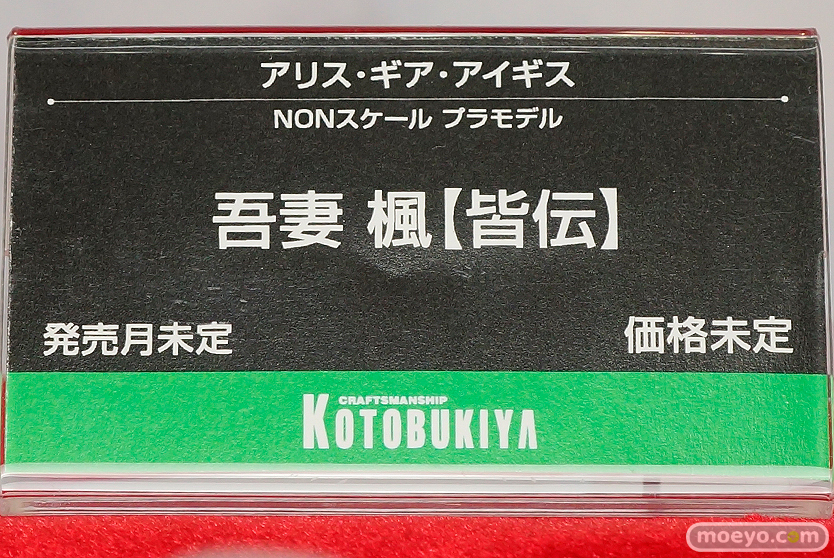 アリス・ギア・アイギス
NONスケール プラモデル
吾妻 楓【皆伝】
発売月未定
価格未定
CRAFTSMANSHIP
KOTOBUKIYA
moeyo.com